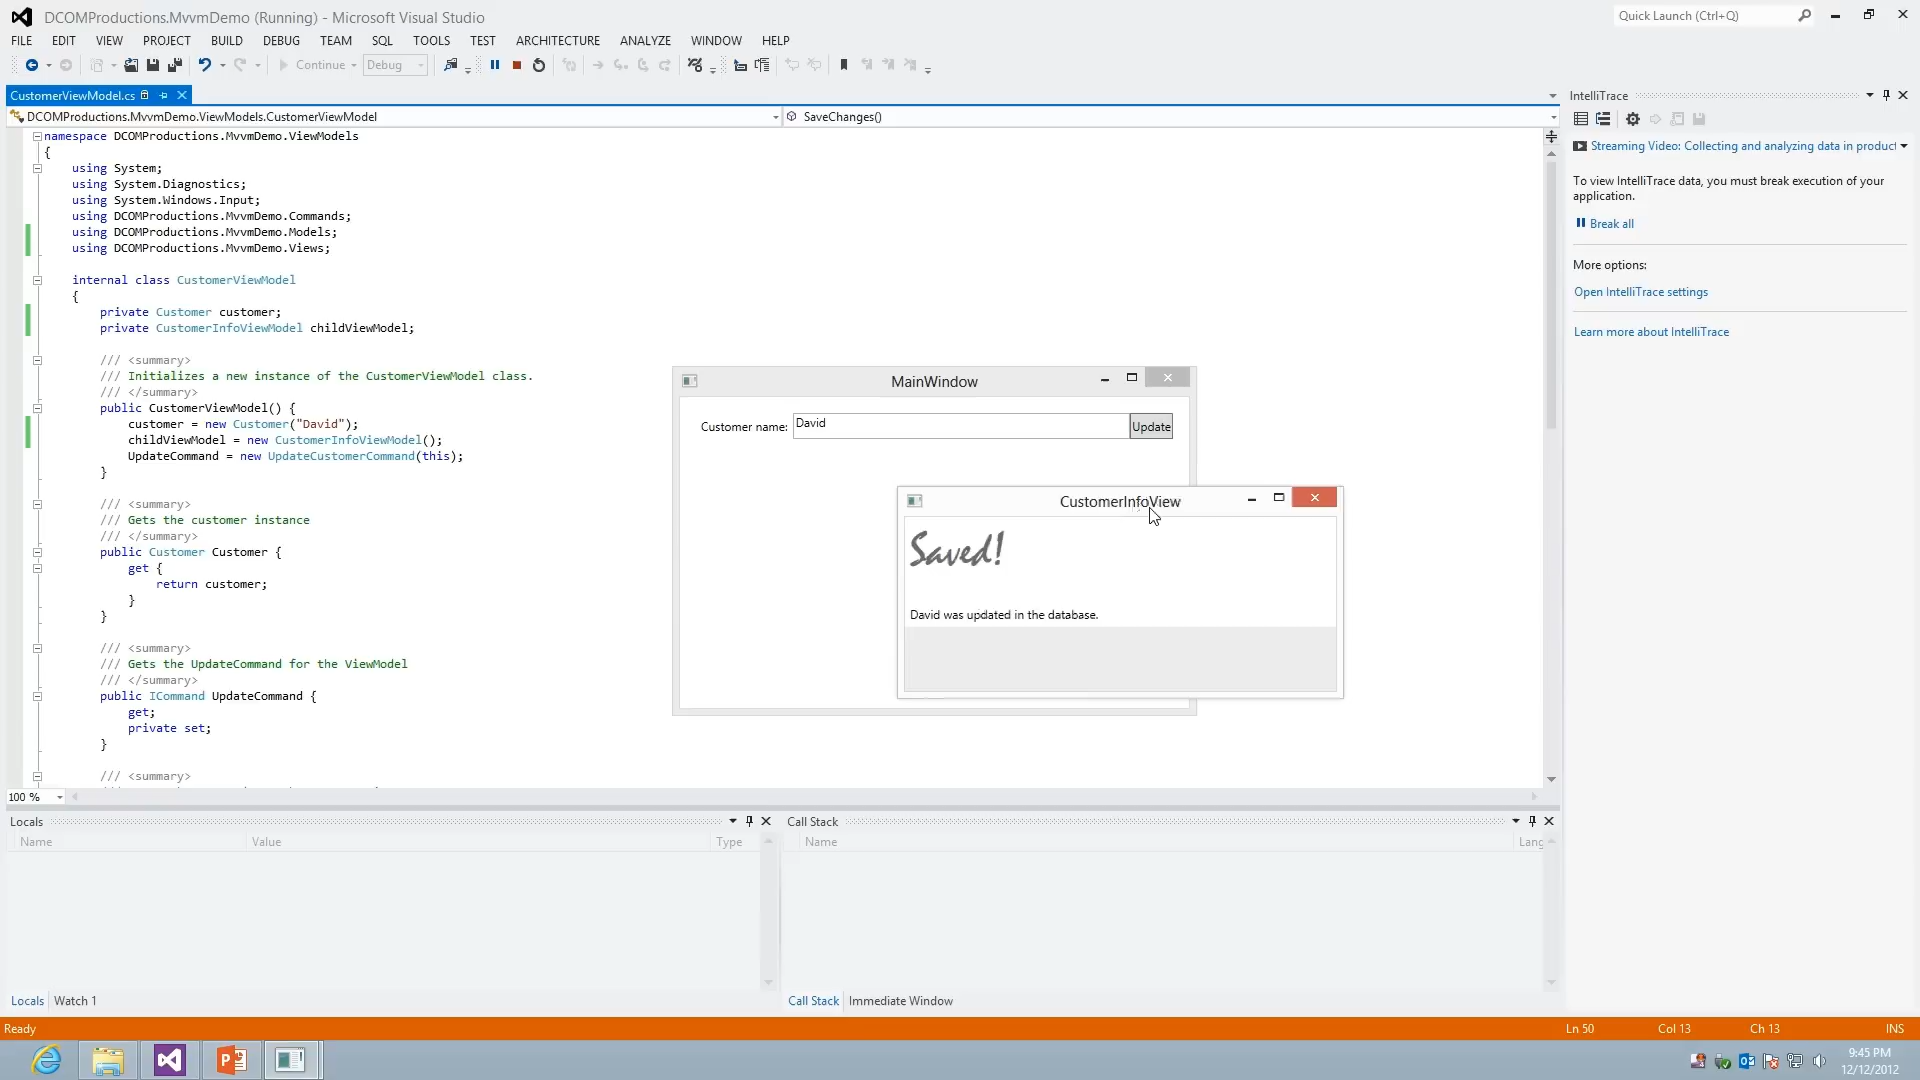 DCOMProductions.MvvmDemo (Running) - Microsoft Visual Studio
Quick Launch (Ctrl+Q)
FILE EDIT VIEW PROJECT BUILD DEBUG TEAM SQL TOOLS TEST ARCHITECTURE ANALYZE WINDOW HELP
Continue Debug
CustomerViewModel.cs
DCOMProductions.MvvmDemo.ViewModels.CustomerViewModel
SaveChanges()
namespace DCOMProductions.MvvmDemo.ViewModels
{
using System;
using System.Diagnostics;
using System.Windows.Input;
using DCOMProductions.MvvmDemo.Commands;
using DCOMProductions.MvvmDemo.Models;
using DCOMProductions.MvvmDemo.Views;
internal class CustomerViewModel
{
private Customer customer;
private CustomerInfoViewModel childViewModel;
/// <summary>
/// Initializes a new instance of the CustomerViewModel class.
/// </summary>
public CustomerViewModel() {
customer = new Customer("David");
childViewModel = new CustomerInfoViewModel();
UpdateCommand = new UpdateCustomerCommand(this);
}
/// <summary>
/// Gets the customer instance
/// </summary>
public Customer Customer {
get {
return customer;
}
}
/// <summary>
/// Gets the UpdateCommand for the ViewModel
/// </summary>
public ICommand UpdateCommand {
get;
private set;
}
/// <summary>
100 %
MainWindow
Customer name: David Update
CustomerInfoView
Saved!
David was updated in the database.
IntelliTrace
Streaming Video: Collecting and analyzing data in product
To view IntelliTrace data, you must break execution of your
application.
Break all
More options:
Open IntelliTrace settings
Learn more about IntelliTrace
Locals
Name Value Type
Locals Watch 1
Call Stack
Name Lang
Call Stack Immediate Window
Ready
Ln 50 Col 13 Ch 13 INS
9:45 PM
12/12/2012